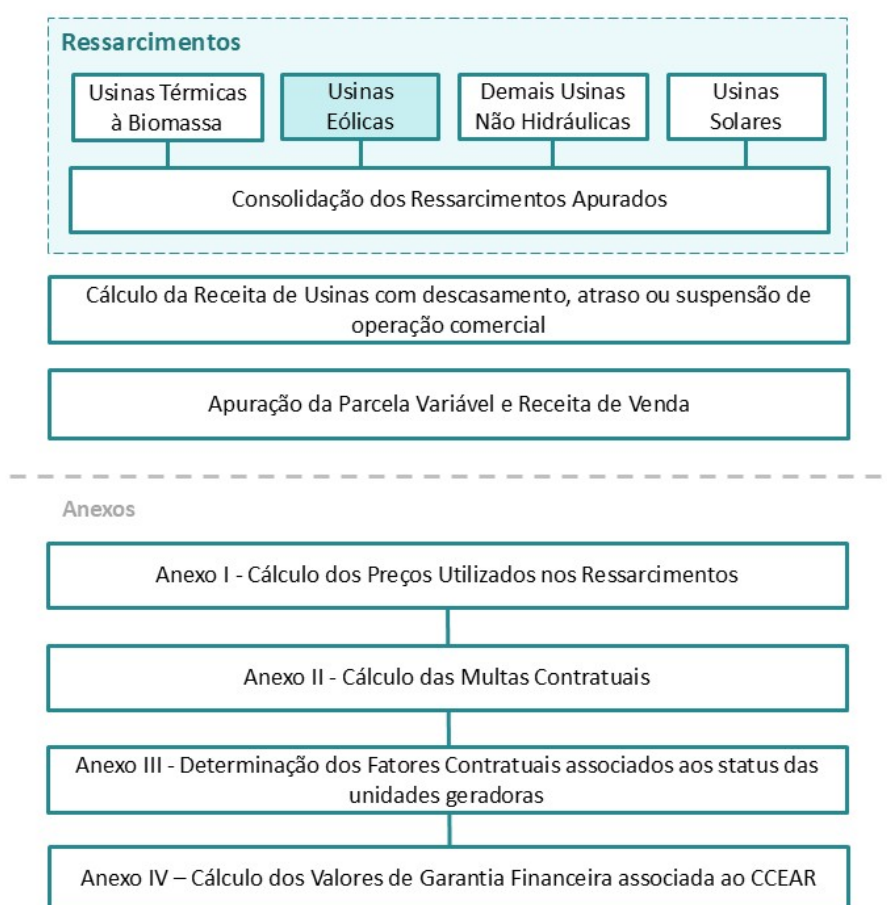 Ressarcimentos
Usinas Térmicas
à Biomassa
Usinas
Eólicas
Demais Usinas
Não Hidráulicas
Usinas
Solares
Consolidação dos Ressarcimentos Apurados
Cálculo da Receita de Usinas com descasamento, atraso ou suspensão de
operação comercial
Apuração da Parcela Variável e Receita de Venda
Anexos
Anexo I - Cálculo dos Preços Utilizados nos Ressarcimentos
Anexo II - Cálculo das Multas Contratuais
Anexo III - Determinação dos Fatores Contratuais associados aos status das
unidades geradoras
Anexo IV – Cálculo dos Valores de Garantia Financeira associada ao CCEAR